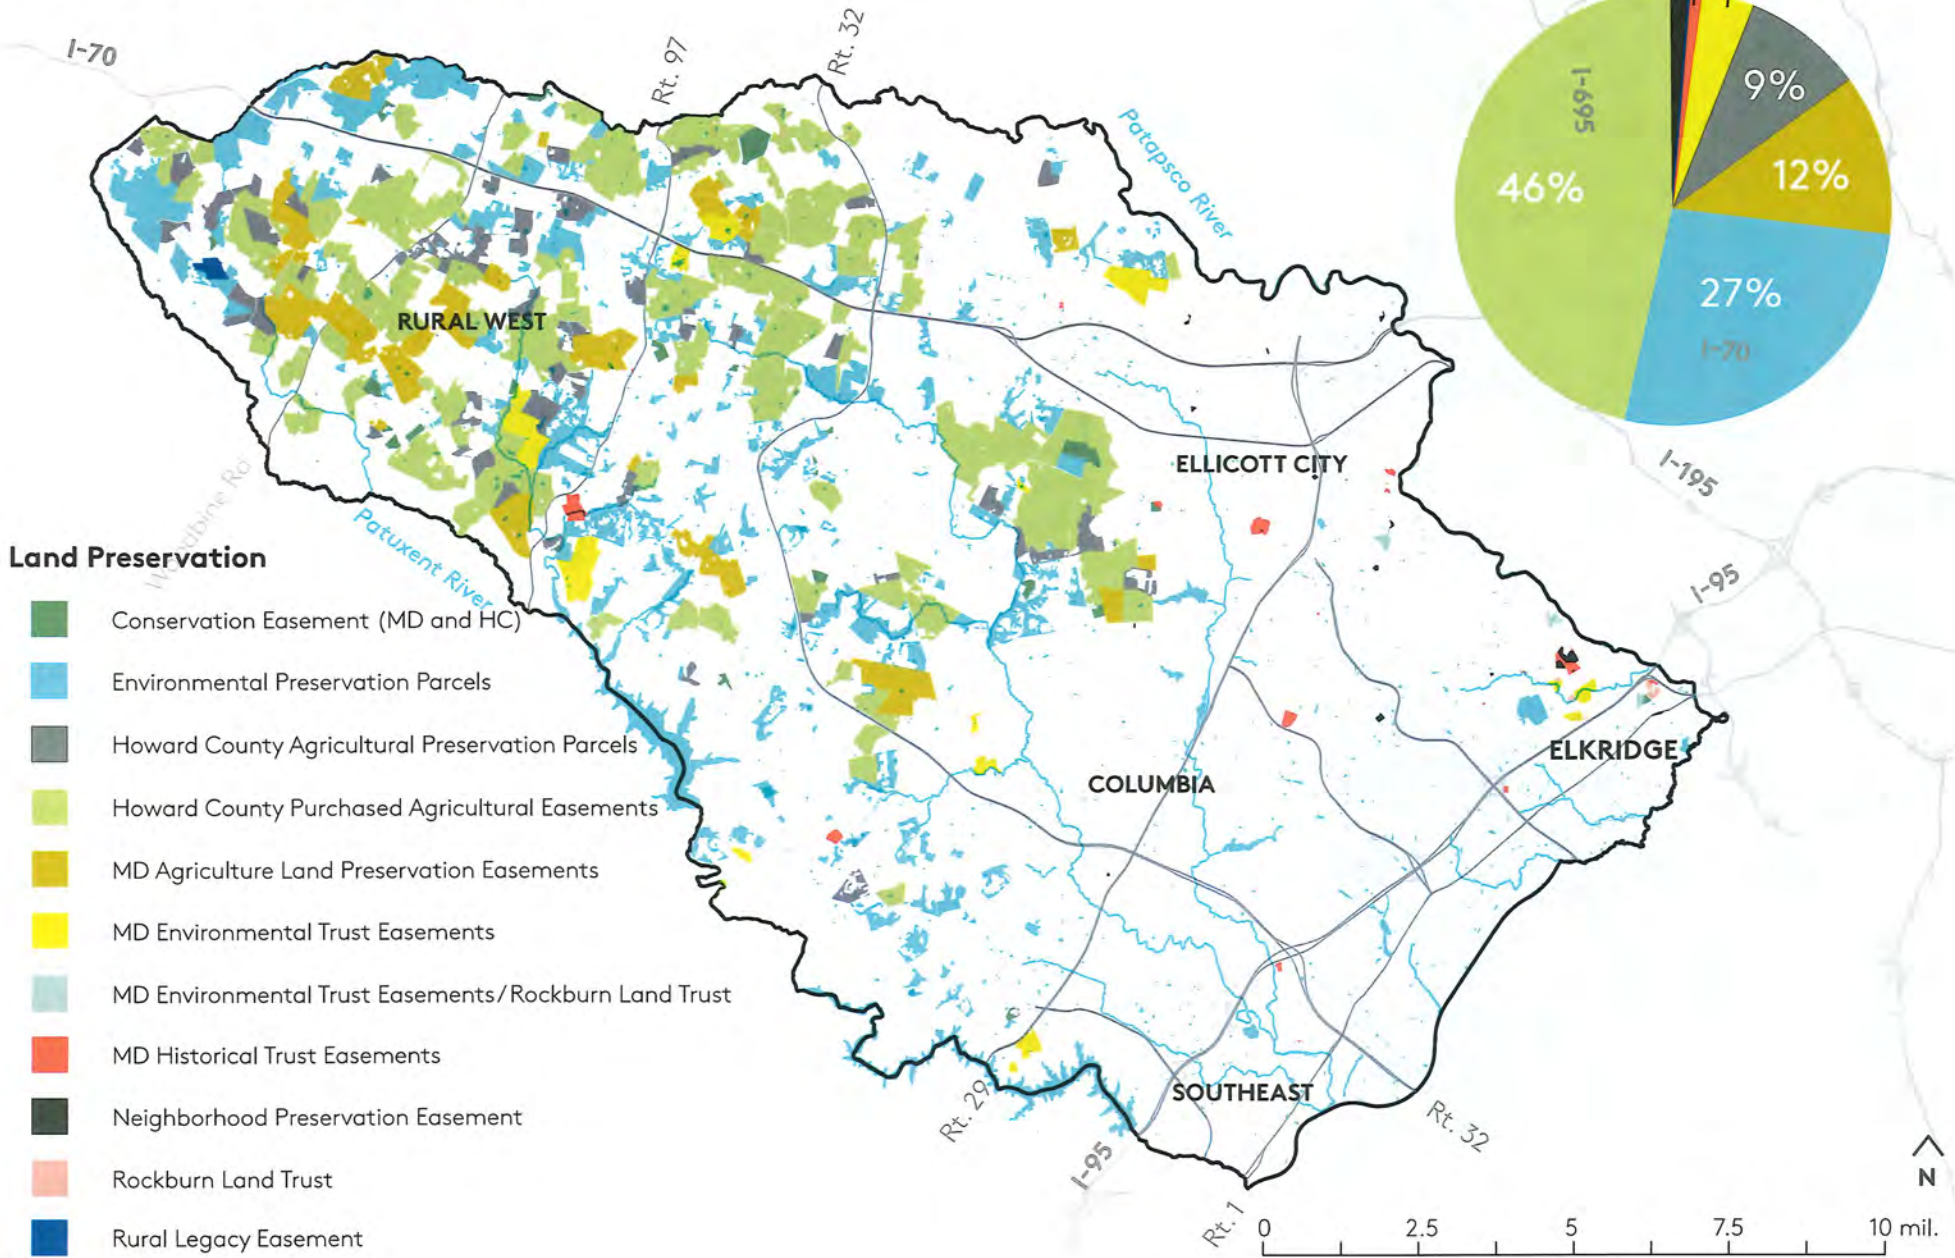 I-70
Rt. 97
Rt. 32
Patapsco River
I-695
9%
12%
46%
27%
I-70
RURAL WEST
ELLICOTT CITY
I-195
I-95
Woodbine Rd
Patuxent River
Land Preservation
Conservation Easement (MD and HC)
Environmental Preservation Parcels
Howard County Agricultural Preservation Parcels
Howard County Purchased Agricultural Easements
MD Agriculture Land Preservation Easements
MD Environmental Trust Easements
MD Environmental Trust Easements/Rockburn Land Trust
MD Historical Trust Easements
Neighborhood Preservation Easement
Rockburn Land Trust
Rural Legacy Easement
ELKRIDGE
COLUMBIA
SOUTHEAST
Rt. 29
I-95
Rt. 1
Rt. 32
N
0 2.5 5 7.5 10 mil.